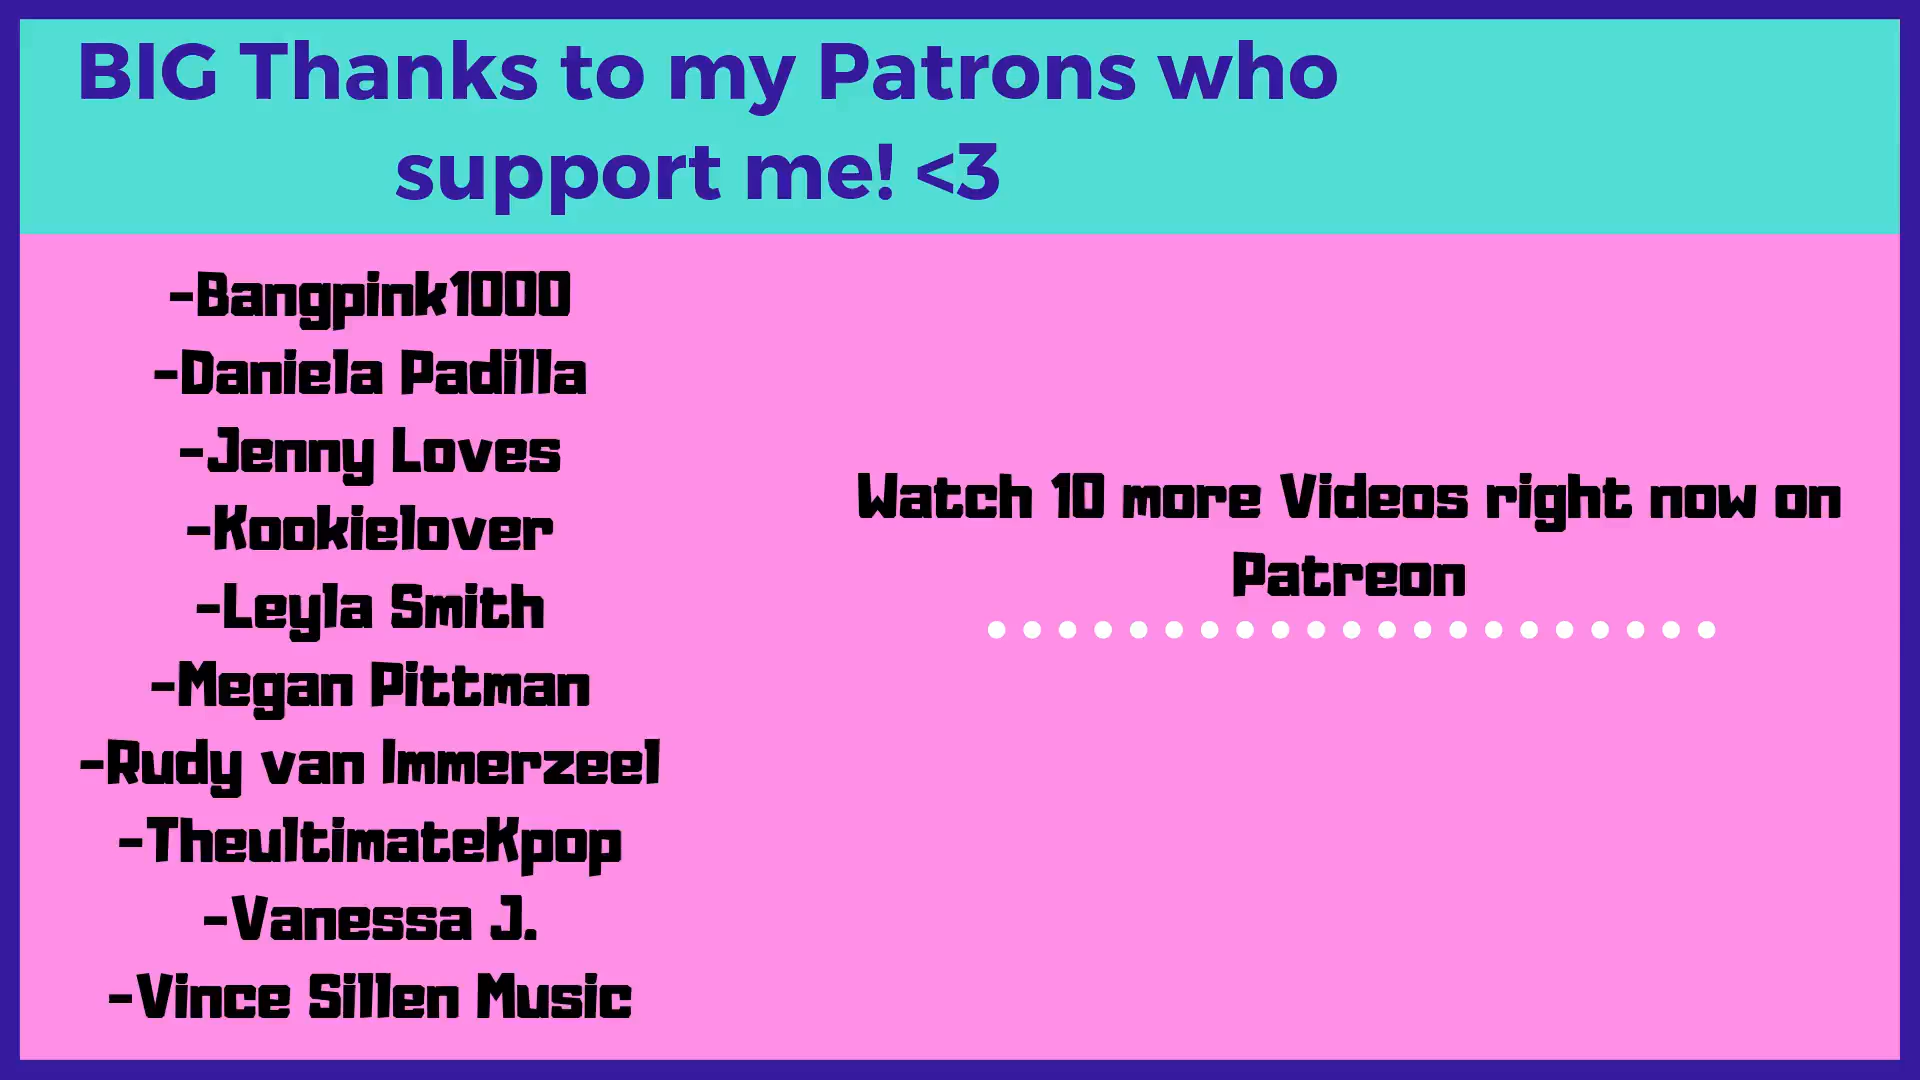 BIG Thanks to my Patrons who
support me! <3
-Bangpink1000
-Daniela Padilla
-Jenny Loves
-Kookielover
-Leyla Smith
-Megan Pittman
-Rudy van Immerzeel
-TheultimateKpop
-Vanessa J.
-Vince Sillen Music
Watch 10 more Videos right now on
Patreon